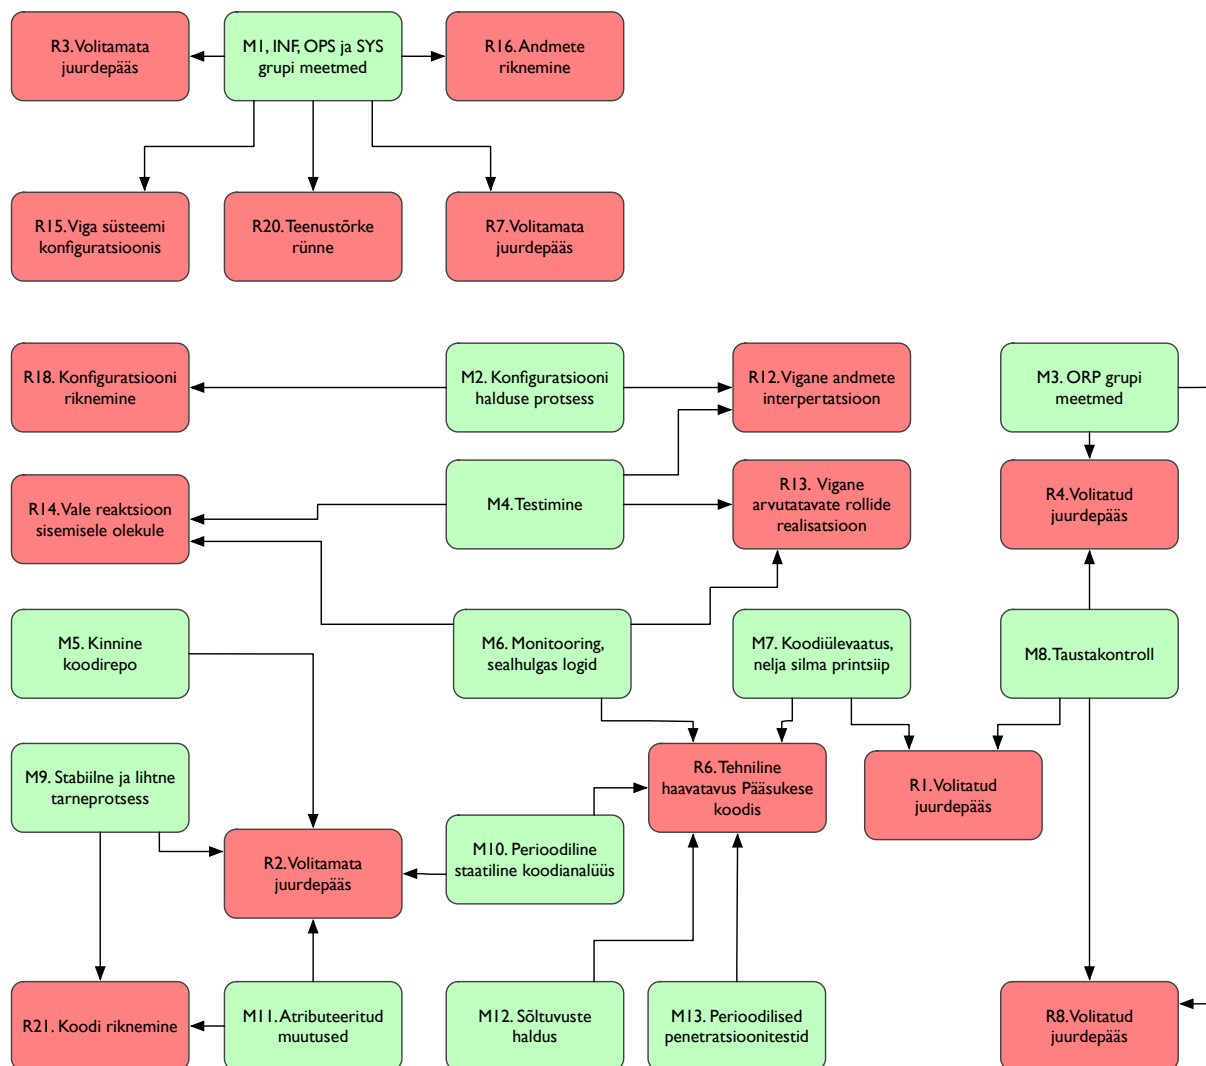 R3. Volitamata
juurdepääs
M1, INF, OPS ja SYS
grupi meetmed
R16. Andmete
riknemine
R15. Viga süsteemi
konfiguratsioonis
R20. Teenustõrke
rünne
R7. Volitamata
juurdepääs
R18. Konfiguratsiooni
riknemine
M2. Konfiguratsiooni
halduse protsess
R12. Vigane andmete
interpertatsioon
M3. ORP grupi
meetmed
R14. Vale reaktsioon
sisemisele olekule
M4. Testimine
R13. Vigane
arvutatavate rollide
realisatsioon
R4. Volitatud
juurdepääs
M5. Kinnine
koodirepo
M6. Monitooring,
sealhulgas logid
M7. Koodiülevaatus,
nelja silma printsiip
M8. Taustakontroll
M9. Stabiilne ja lihtne
tarneprotsess
R6. Tehniline
haavatavus Pääsukese
koodis
R1. Volitatud
juurdepääs
R2. Volitamata
juurdepääs
M10. Perioodiline
staatiline koodianalüüs
R21. Koodi riknemine
M11. Atributeeritud
muutused
M12. Sõltuvuste
haldus
M13. Perioodilised
penetratsioonitestid
R8. Volitatud
juurdepääs